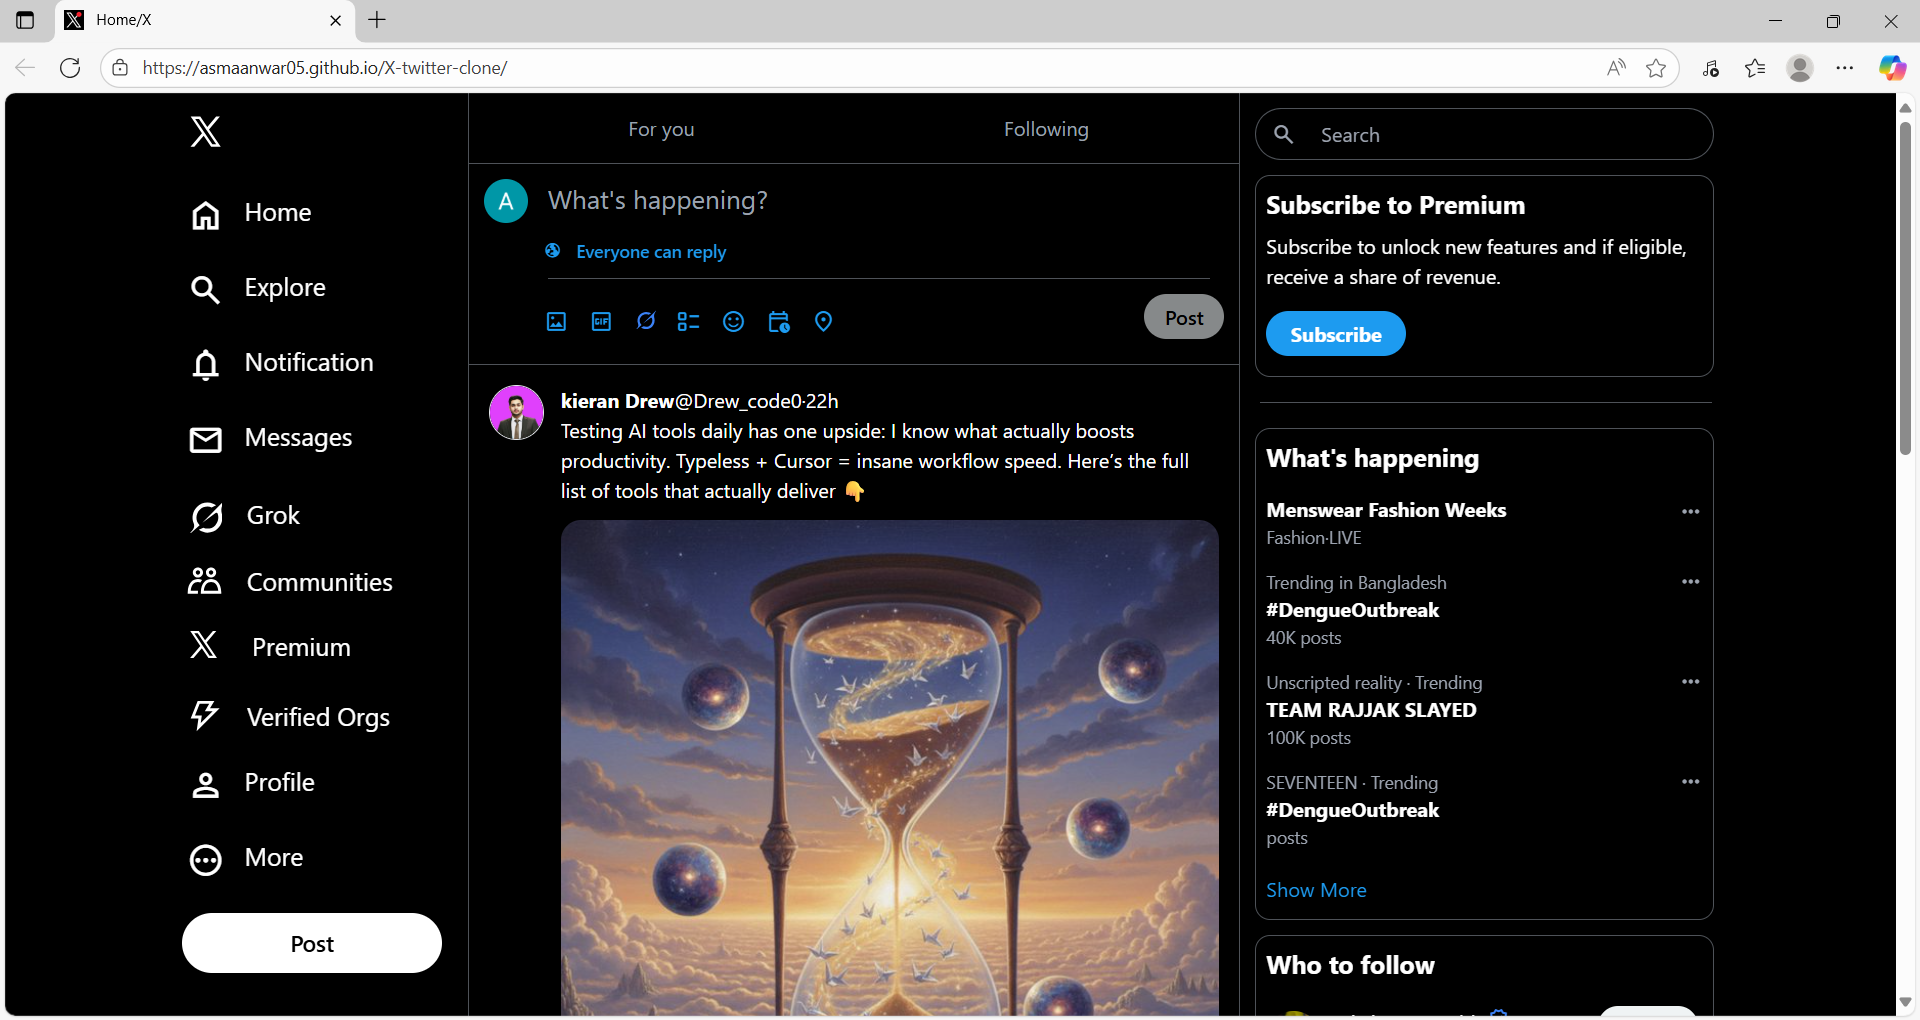 Home/X
https://asmaanwar05.github.io/X-twitter-clone/
Home
Explore
Notification
Messages
Grok
Communities
Premium
Verified Orgs
Profile
More
Post
For you
Following
A
What's happening?
Everyone can reply
GIF
Post
kieran Drew@Drew_code0·22h
Testing AI tools daily has one upside: I know what actually boosts
productivity. Typeless + Cursor = insane workflow speed. Here’s the full
list of tools that actually deliver 👇
Search
Subscribe to Premium
Subscribe to unlock new features and if eligible,
receive a share of revenue.
Subscribe
What's happening
Menswear Fashion Weeks
Fashion·LIVE
Trending in Bangladesh
#DengueOutbreak
40K posts
Unscripted reality · Trending
TEAM RAJJAK SLAYED
100K posts
SEVENTEEN · Trending
#DengueOutbreak
posts
Show More
Who to follow